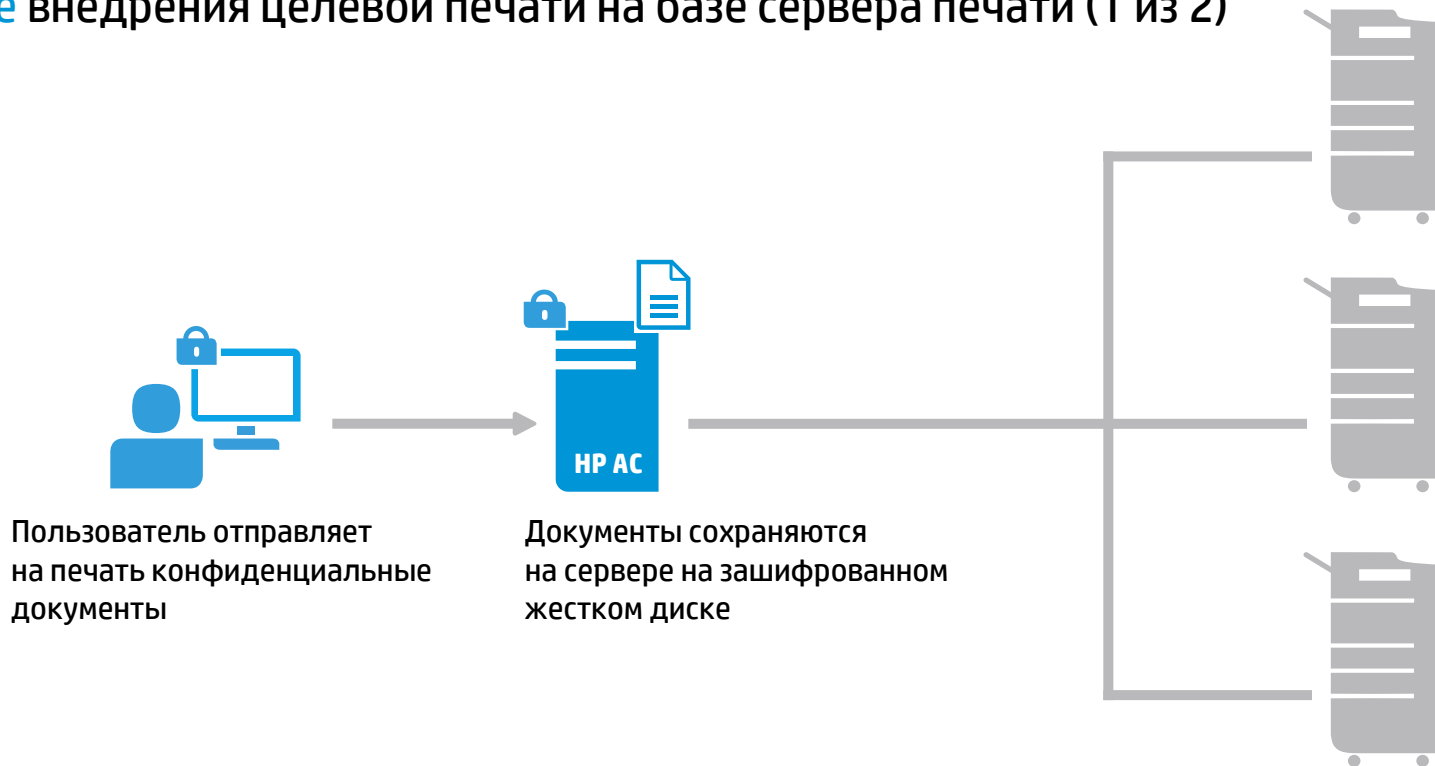 е внедрения целевой печати на базе сервера печати (1 из 2)
HP AC
Пользователь отправляет
на печать конфиденциальные
документы
Документы сохраняются
на сервере на зашифрованном
жестком диске